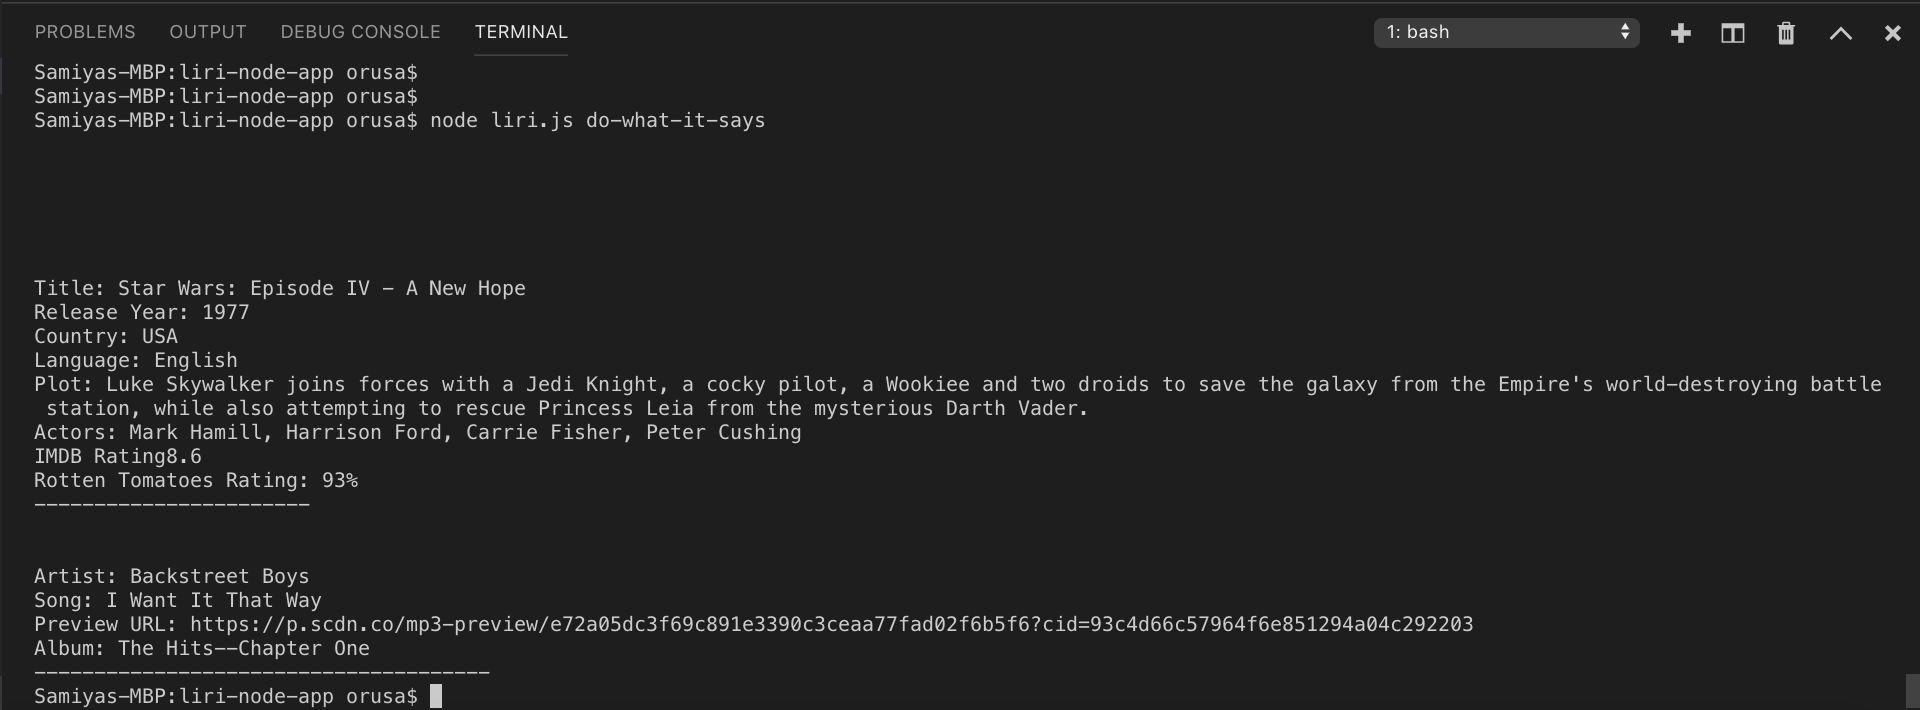 PROBLEMS OUTPUT DEBUG CONSOLE TERMINAL 1: bash
Samiyas-MBP:liri-node-app orusa$
Samiyas-MBP:liri-node-app orusa$
Samiyas-MBP:liri-node-app orusa$ node liri.js do-what-it-says
Title: Star Wars: Episode IV - A New Hope
Release Year: 1977
Country: USA
Language: English
Plot: Luke Skywalker joins forces with a Jedi Knight, a cocky pilot, a Wookiee and two droids to save the galaxy from the Empire's world-destroying battle
station, while also attempting to rescue Princess Leia from the mysterious Darth Vader.
Actors: Mark Hamill, Harrison Ford, Carrie Fisher, Peter Cushing
IMDB Rating8.6
Rotten Tomatoes Rating: 93%
-----------------------
Artist: Backstreet Boys
Song: I Want It That Way
Preview URL: https://p.scdn.co/mp3-preview/e72a05dc3f69c891e3390c3ceaa77fad02f6b5f6?cid=93c4d66c57964f6e851294a04c292203
Album: The Hits--Chapter One
--------------------------------------
Samiyas-MBP:liri-node-app orusa$